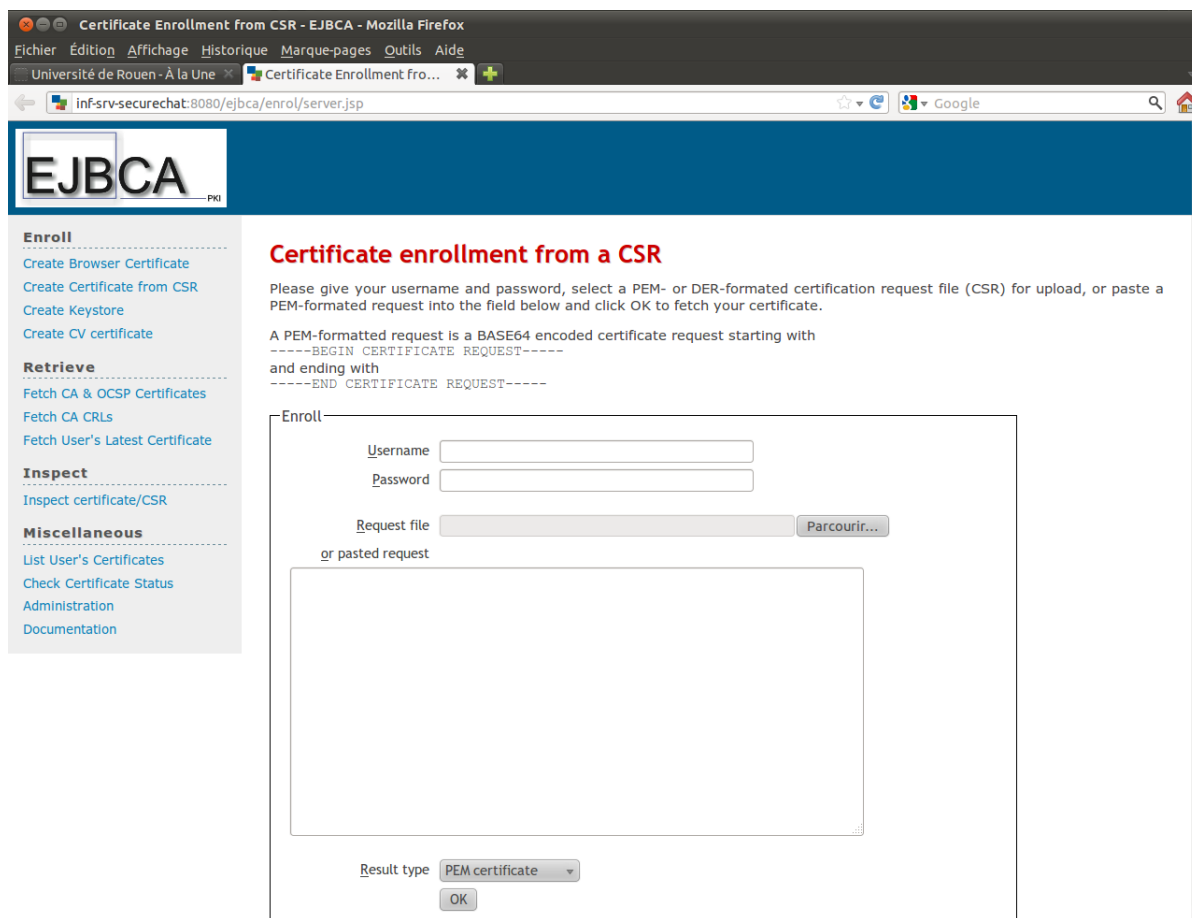 Certificate Enrollment from CSR - EJBCA - Mozilla Firefox
Fichier Édition Affichage Historique Marque-pages Outils Aide
Université de Rouen - À la Une
Certificate Enrollment fro...
inf-srv-securechat:8080/ejbca/enrol/server.jsp
Google
EJBCA
PKI
Enroll
Create Browser Certificate
Create Certificate from CSR
Create Keystore
Create CV certificate
Retrieve
Fetch CA & OCSP Certificates
Fetch CA CRLs
Fetch User's Latest Certificate
Inspect
Inspect certificate/CSR
Miscellaneous
List User's Certificates
Check Certificate Status
Administration
Documentation
Certificate enrollment from a CSR
Please give your username and password, select a PEM- or DER-formated certification request file (CSR) for upload, or paste a
PEM-formated request into the field below and click OK to fetch your certificate.
A PEM-formatted request is a BASE64 encoded certificate request starting with
-----BEGIN CERTIFICATE REQUEST-----
and ending with
-----END CERTIFICATE REQUEST-----
Enroll
Username
Password
Request file
Parcourir...
or pasted request
Result type
PEM certificate
OK